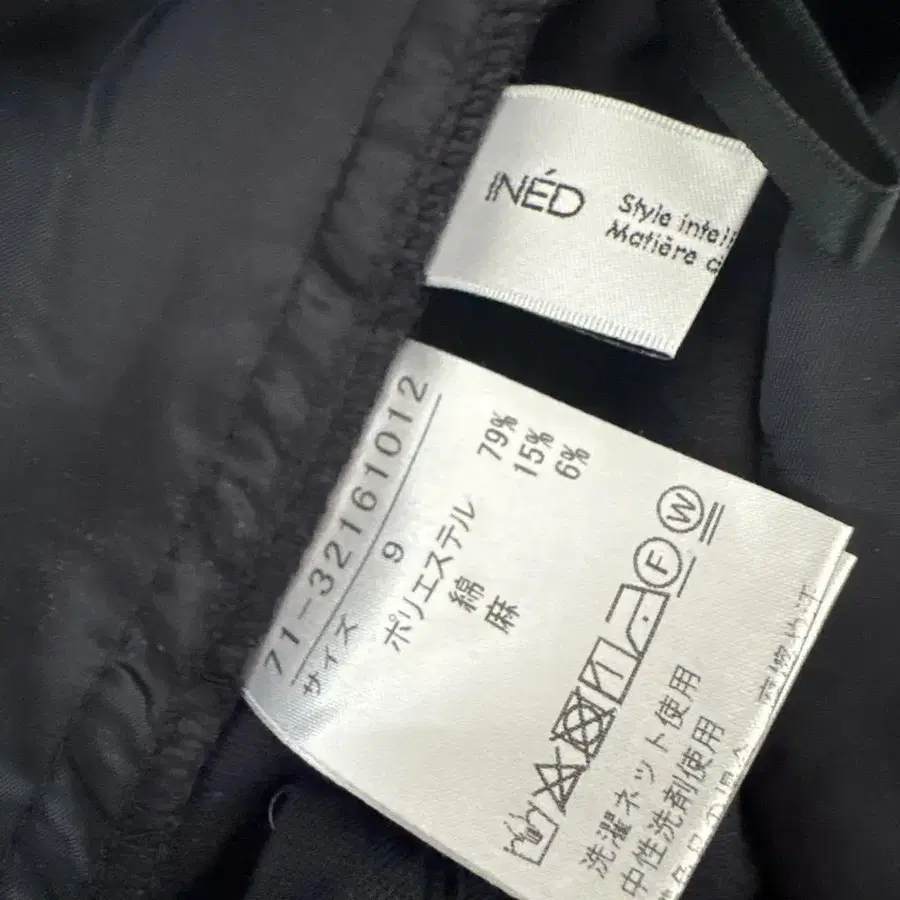 INÉD
Style intell
Matière c
71-32161012
サイズ 9
ポリエステル 79%
綿 15%
麻 6%
F
W
洗濯ネット使用
中性洗剤使用